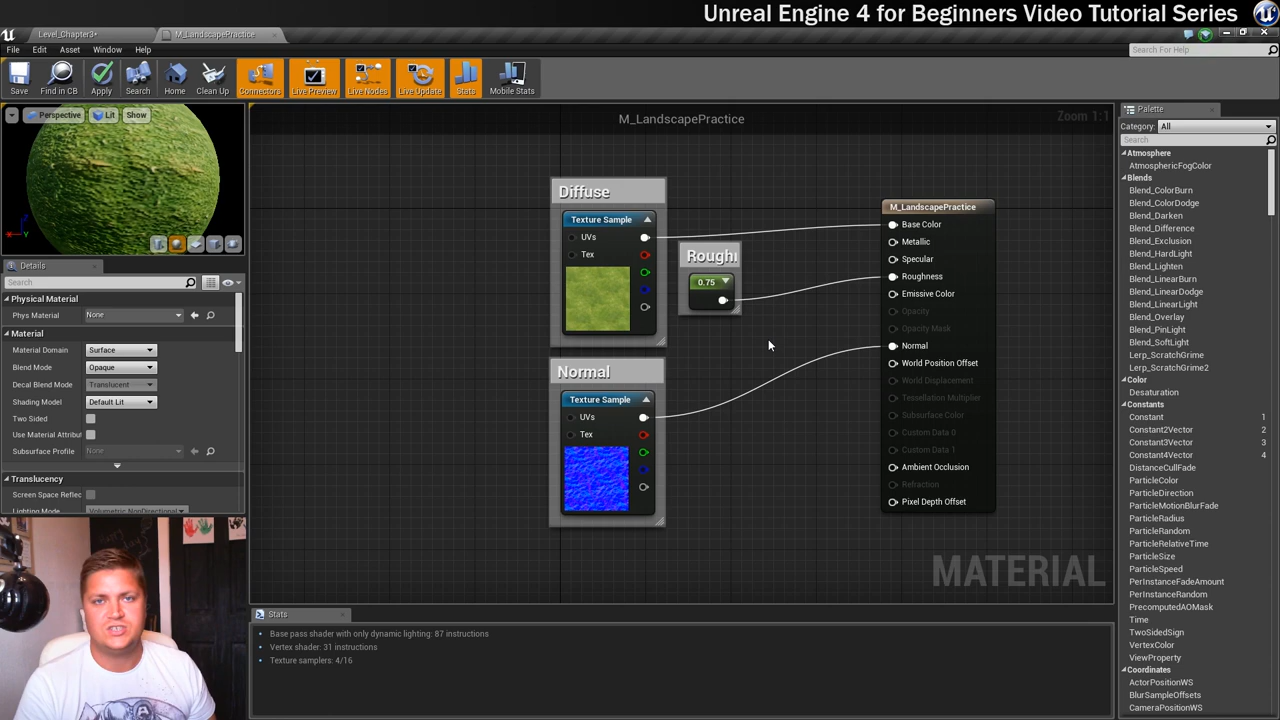 Unreal Engine 4 for Beginners Video Tutorial Series
Level_Chapter3*
M_LandscapePractice
File Edit Asset Window Help
Search For Help
Save
Find in CB
Apply
Search
Home
Clean Up
Connectors
Live Preview
Live Nodes
Live Update
Stats
Mobile Stats
Perspective
Lit
Show
M_LandscapePractice
Zoom 1:1
Diffuse
Texture Sample
UVs
Tex
Roughi
0.75
Normal
Texture Sample
UVs
Tex
M_LandscapePractice
Base Color
Metallic
Specular
Roughness
Emissive Color
Opacity
Opacity Mask
Normal
World Position Offset
World Displacement
Tessellation Multiplier
Subsurface Color
Custom Data 0
Custom Data 1
Ambient Occlusion
Refraction
Pixel Depth Offset
MATERIAL
Details
Search
Physical Material
Phys Material None
Material
Material Domain Surface
Blend Mode Opaque
Decal Blend Mode Translucent
Shading Model Default Lit
Two Sided
Use Material Attribut
Subsurface Profile None
Translucency
Screen Space Reflec
Lighting Mode Volumetric NonDirectional
Stats
Base pass shader with only dynamic lighting: 87 instructions
Vertex shader: 31 instructions
Texture samplers: 4/16
Palette
Category: All
Search
Atmosphere
AtmosphericFogColor
Blends
Blend_ColorBurn
Blend_ColorDodge
Blend_Darken
Blend_Difference
Blend_Exclusion
Blend_HardLight
Blend_Lighten
Blend_LinearBurn
Blend_LinearDodge
Blend_LinearLight
Blend_Overlay
Blend_PinLight
Blend_SoftLight
Lerp_ScratchGrime
Lerp_ScratchGrime2
Color
Desaturation
Constants
Constant 1
Constant2Vector 2
Constant3Vector 3
Constant4Vector 4
DistanceCullFade
ParticleColor
ParticleDirection
ParticleMotionBlurFade
ParticleRadius
ParticleRandom
ParticleRelativeTime
ParticleSize
ParticleSpeed
PerInstanceFadeAmount
PerInstanceRandom
PrecomputedAOMask
Time
TwoSidedSign
VertexColor
ViewProperty
Coordinates
ActorPositionWS
BlurSampleOffsets
CameraPositionWS